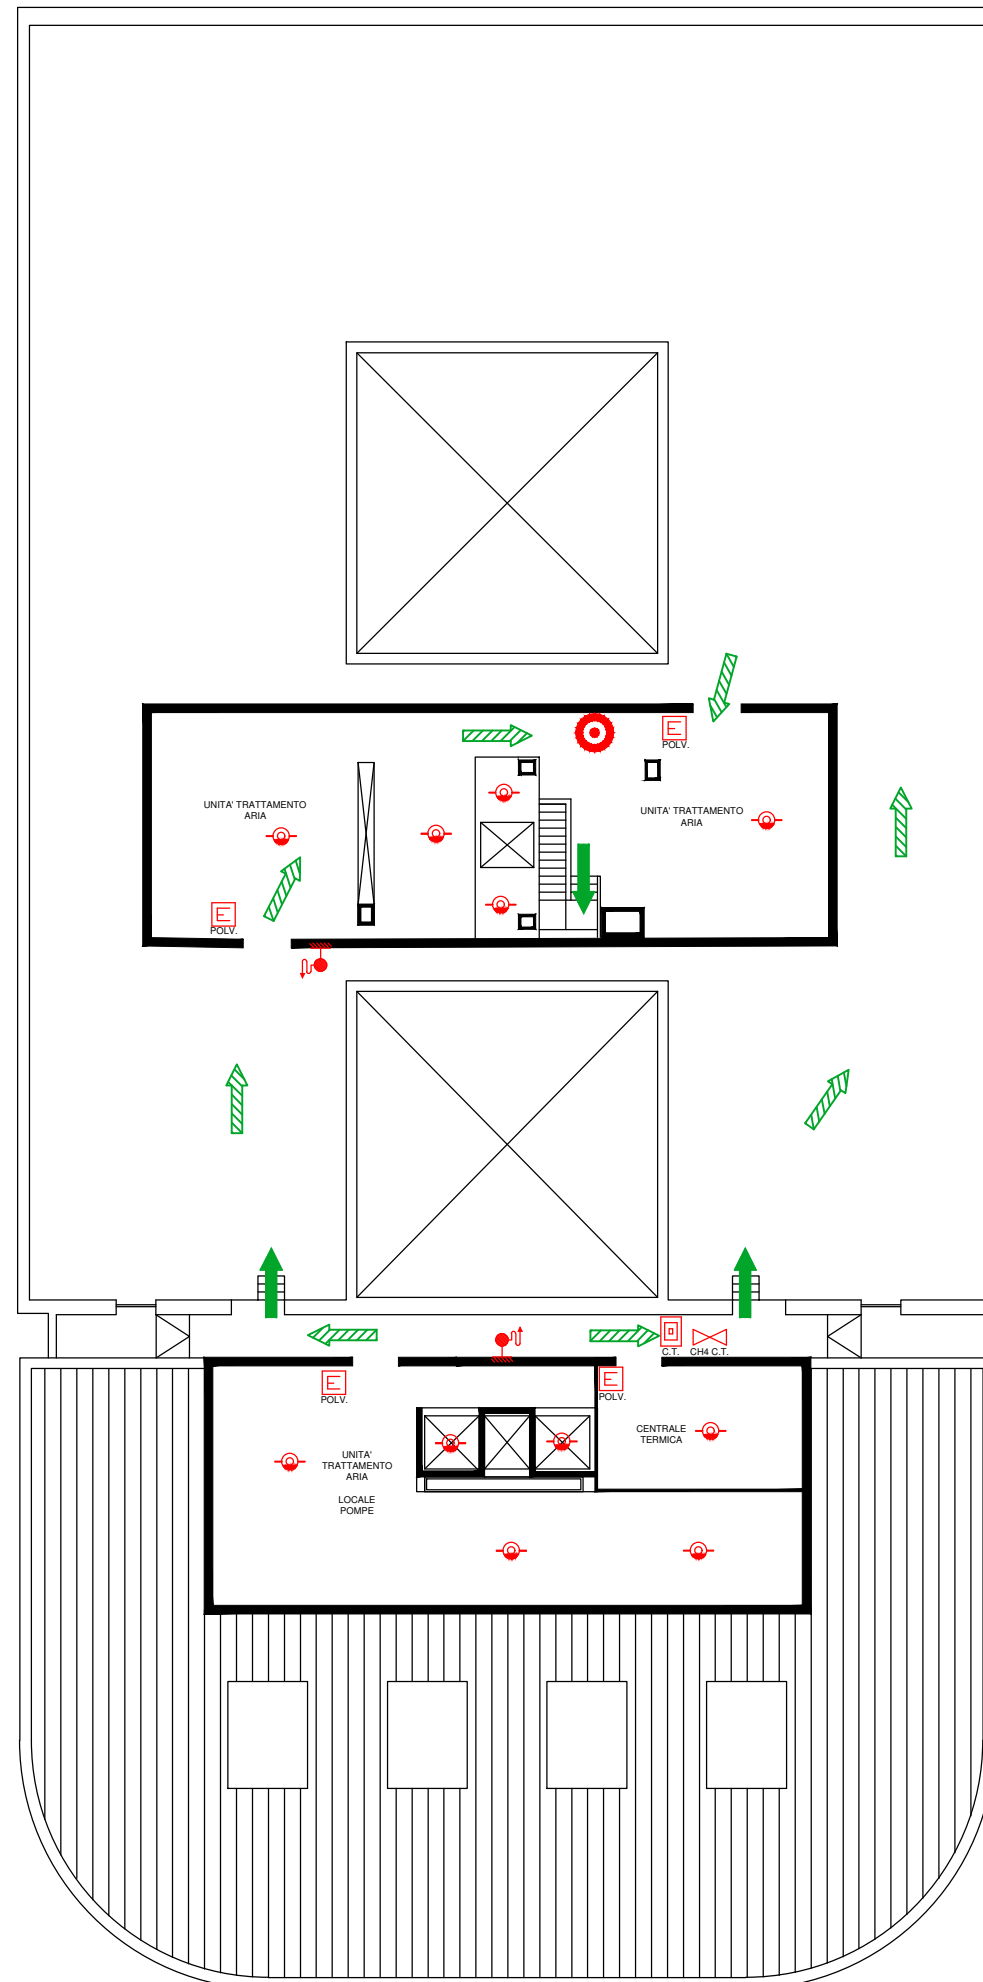 E
POLV.
UNITA' TRATTAMENTO
ARIA
UNITA' TRATTAMENTO
ARIA
E
POLV.
C.T.
CH4 C.T.
E
POLV.
E
POLV.
CENTRALE
TERMICA
UNITA'
TRATTAMENTO
ARIA
LOCALE
POMPE